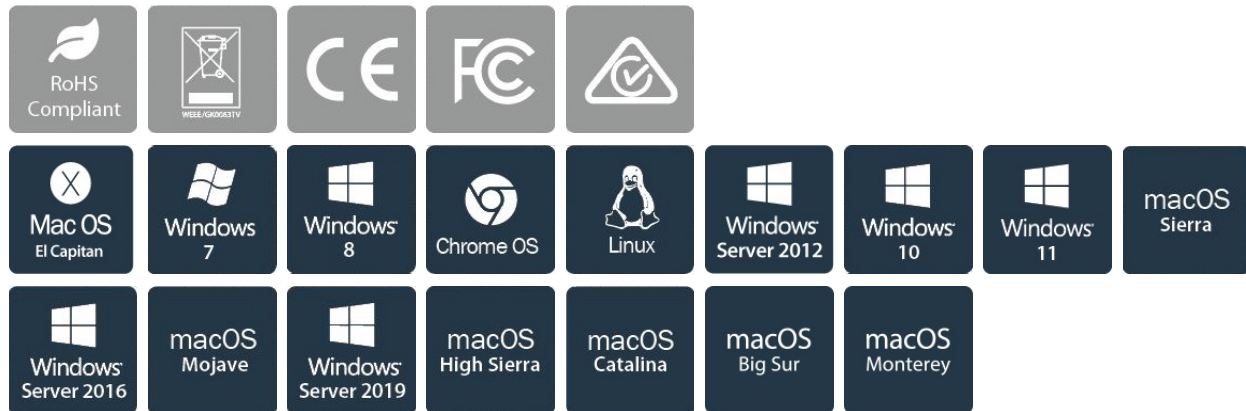 RoHS
Compliant
WEEE/GK0063TV
CE
FC
X
Mac OS
El Capitan
Windows
7
Windows
8
Chrome OS
Linux
Windows
Server 2012
Windows
10
Windows
11
macOS
Sierra
Windows
Server 2016
macOS
Mojave
Windows
Server 2019
macOS
High Sierra
macOS
Catalina
macOS
Big Sur
macOS
Monterey